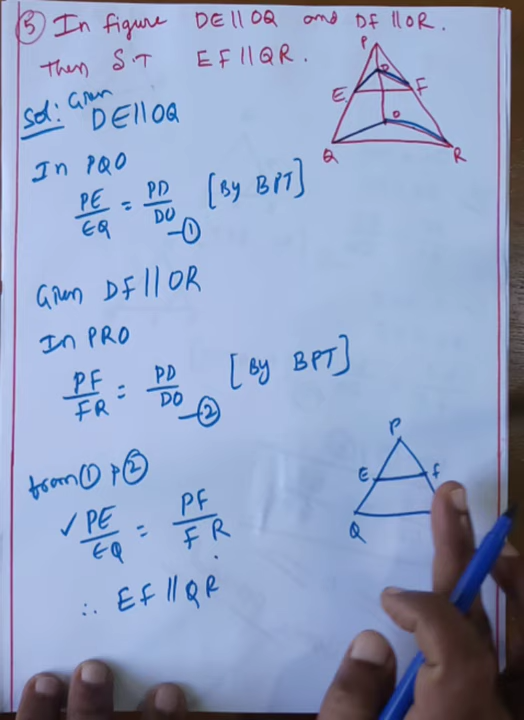 ⑤ In figure DE||OQ and DF||OR.
Then S.T EF||QR.
P
D
E F
O
Q R
Sol: Given
DE||OQ
In PQO
PE/EQ = PD/DO [By BPT]
—①
Given DF||OR
In PRO
PF/FR = PD/DO [By BPT]
—②
P
E F
Q
from ① & ②
✓ PE/EQ = PF/FR
∴ EF||QR